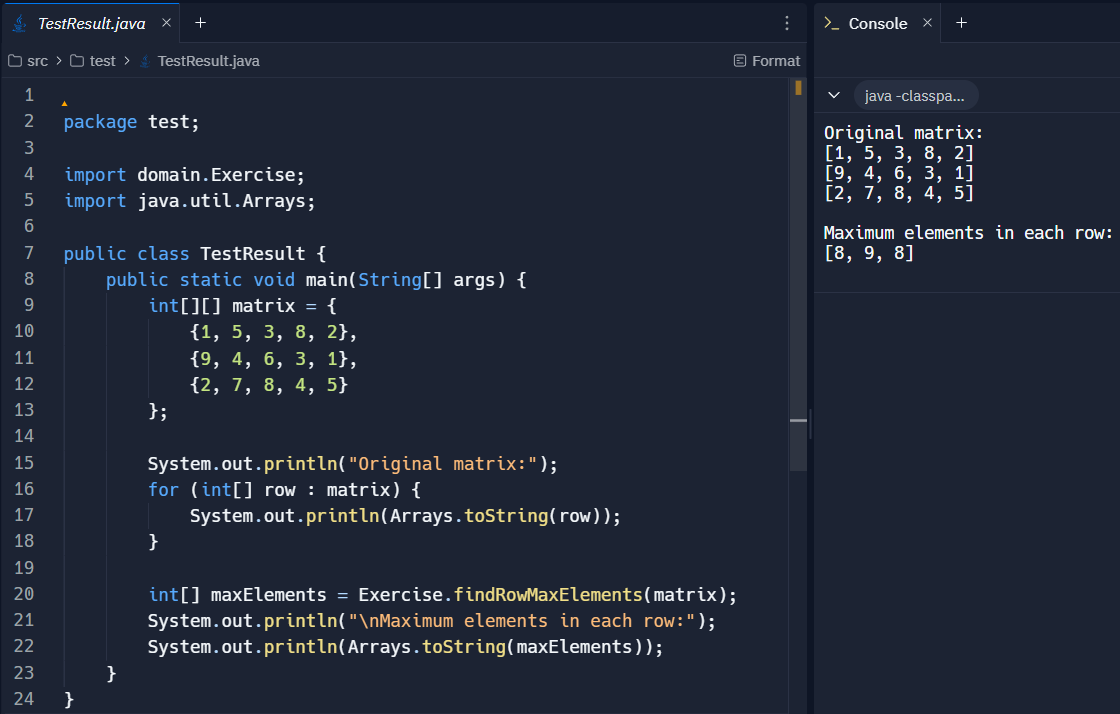 TestResult.java × +
src > test > TestResult.java Format
1
2 package test;
3
4 import domain.Exercise;
5 import java.util.Arrays;
6
7 public class TestResult {
8     public static void main(String[] args) {
9         int[][] matrix = {
10             {1, 5, 3, 8, 2},
11             {9, 4, 6, 3, 1},
12             {2, 7, 8, 4, 5}
13         };
14
15         System.out.println("Original matrix:");
16         for (int[] row : matrix) {
17             System.out.println(Arrays.toString(row));
18         }
19
20         int[] maxElements = Exercise.findRowMaxElements(matrix);
21         System.out.println("\nMaximum elements in each row:");
22         System.out.println(Arrays.toString(maxElements));
23     }
24 }
>_ Console × +
java -classpa...
Original matrix:
[1, 5, 3, 8, 2]
[9, 4, 6, 3, 1]
[2, 7, 8, 4, 5]
Maximum elements in each row:
[8, 9, 8]